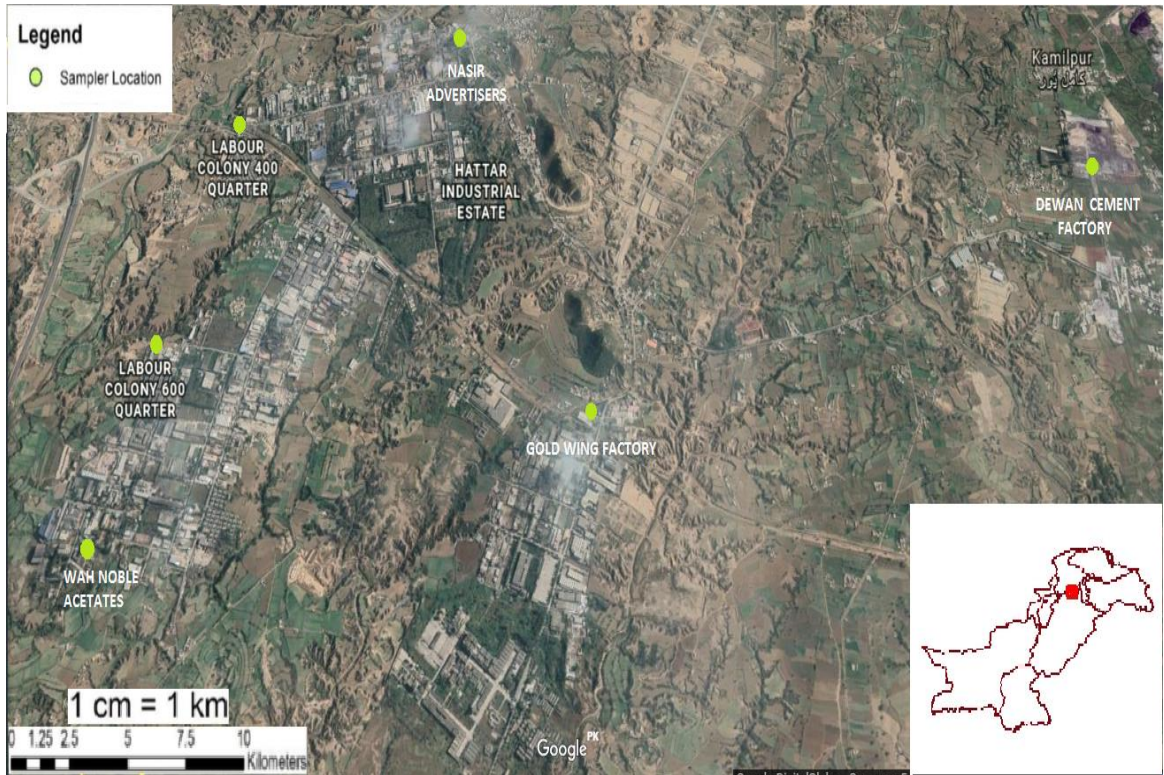 Legend
Sampler Location
NASIR
ADVERTISERS
Kamilpur
کامل پور
LABOUR
COLONY 400
QUARTER
HATTAR
INDUSTRIAL
ESTATE
DEWAN CEMENT
FACTORY
LABOUR
COLONY 600
QUARTER
GOLD WING FACTORY
WAH NOBLE
ACETATES
1 cm = 1 km
0 1.25 2.5 5 7.5 10
Kilometers
Google PK